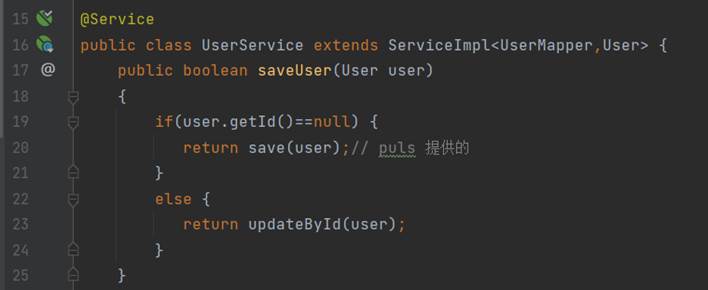 15 @Service
16 public class UserService extends ServiceImpl<UserMapper,User> {
17 @ public boolean saveUser(User user)
18 {
19 if(user.getId()==null) {
20 return save(user);// puls 提供的
21 }
22 else {
23 return updateById(user);
24 }
25 }